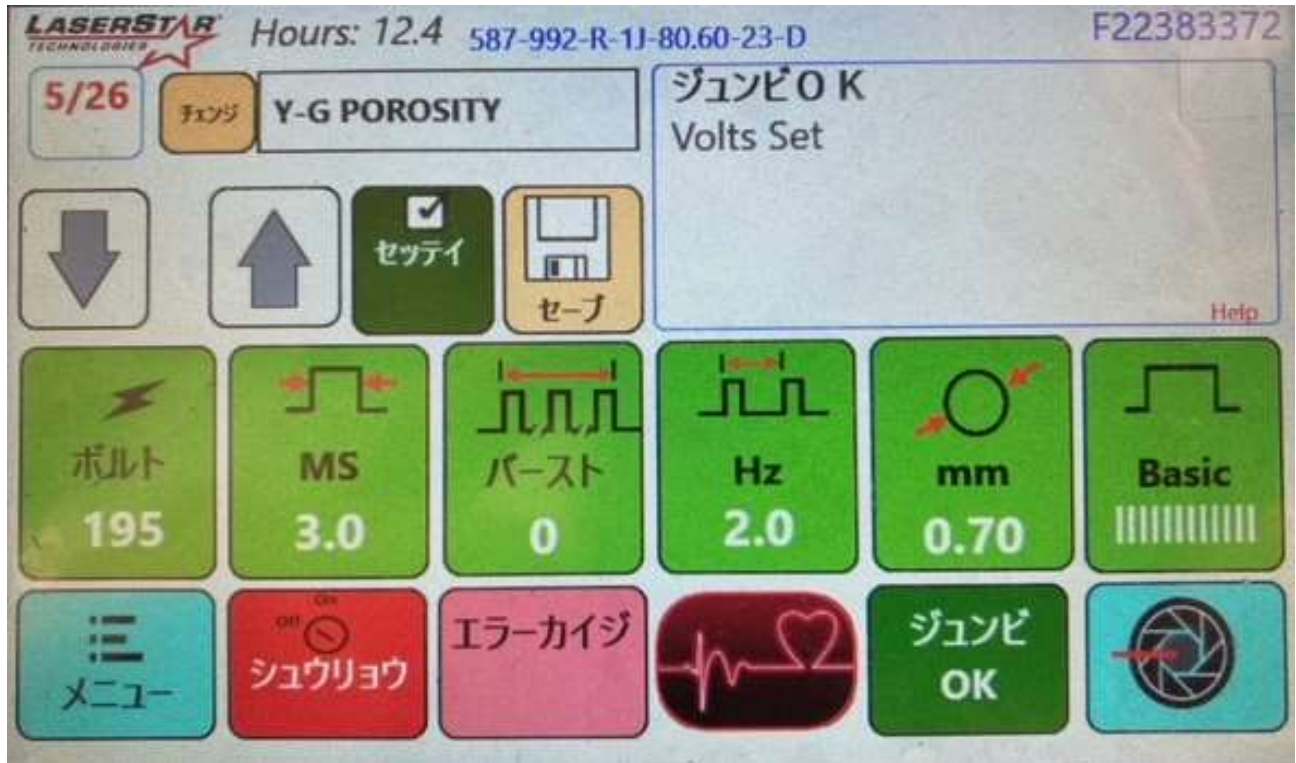 LASERSTAR
TECHNOLOGIES
Hours: 12.4
587-992-R-1J-80.60-23-D
F22383372
5/26
チェンジ
Y-G POROSITY
ジュンビO K
Volts Set
Help
セッテイ
セーブ
ボルト
195
MS
3.0
バースト
0
Hz
2.0
mm
0.70
Basic
メニュー
On
Off
シュウリョウ
エラーカイジ
ジュンビ
OK